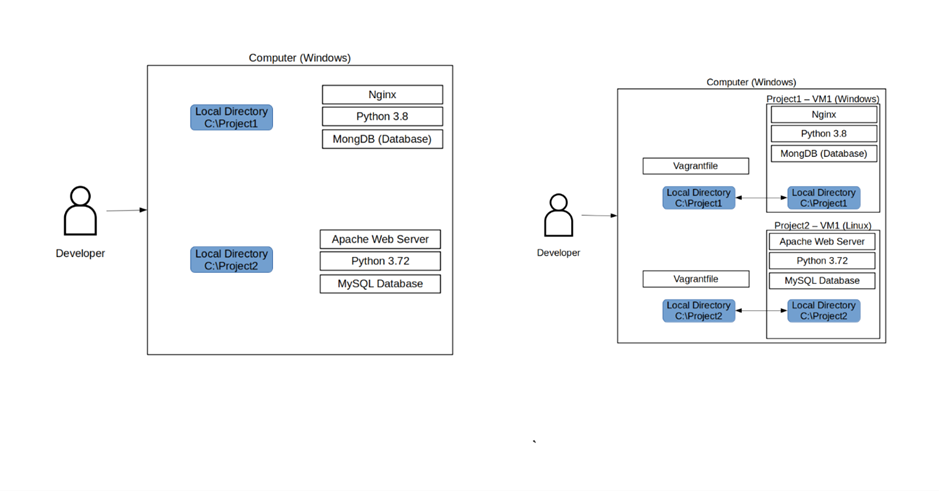 Computer (Windows)
Local Directory
C:\Project1
Nginx
Python 3.8
MongDB (Database)
Developer
Local Directory
C:\Project2
Apache Web Server
Python 3.72
MySQL Database
Computer (Windows)
Project1 – VM1 (Windows)
Nginx
Python 3.8
MongDB (Database)
Vagrantfile
Local Directory
C:\Project1
Local Directory
C:\Project1
Developer
Project2 – VM1 (Linux)
Apache Web Server
Python 3.72
MySQL Database
Vagrantfile
Local Directory
C:\Project2
Local Directory
C:\Project2